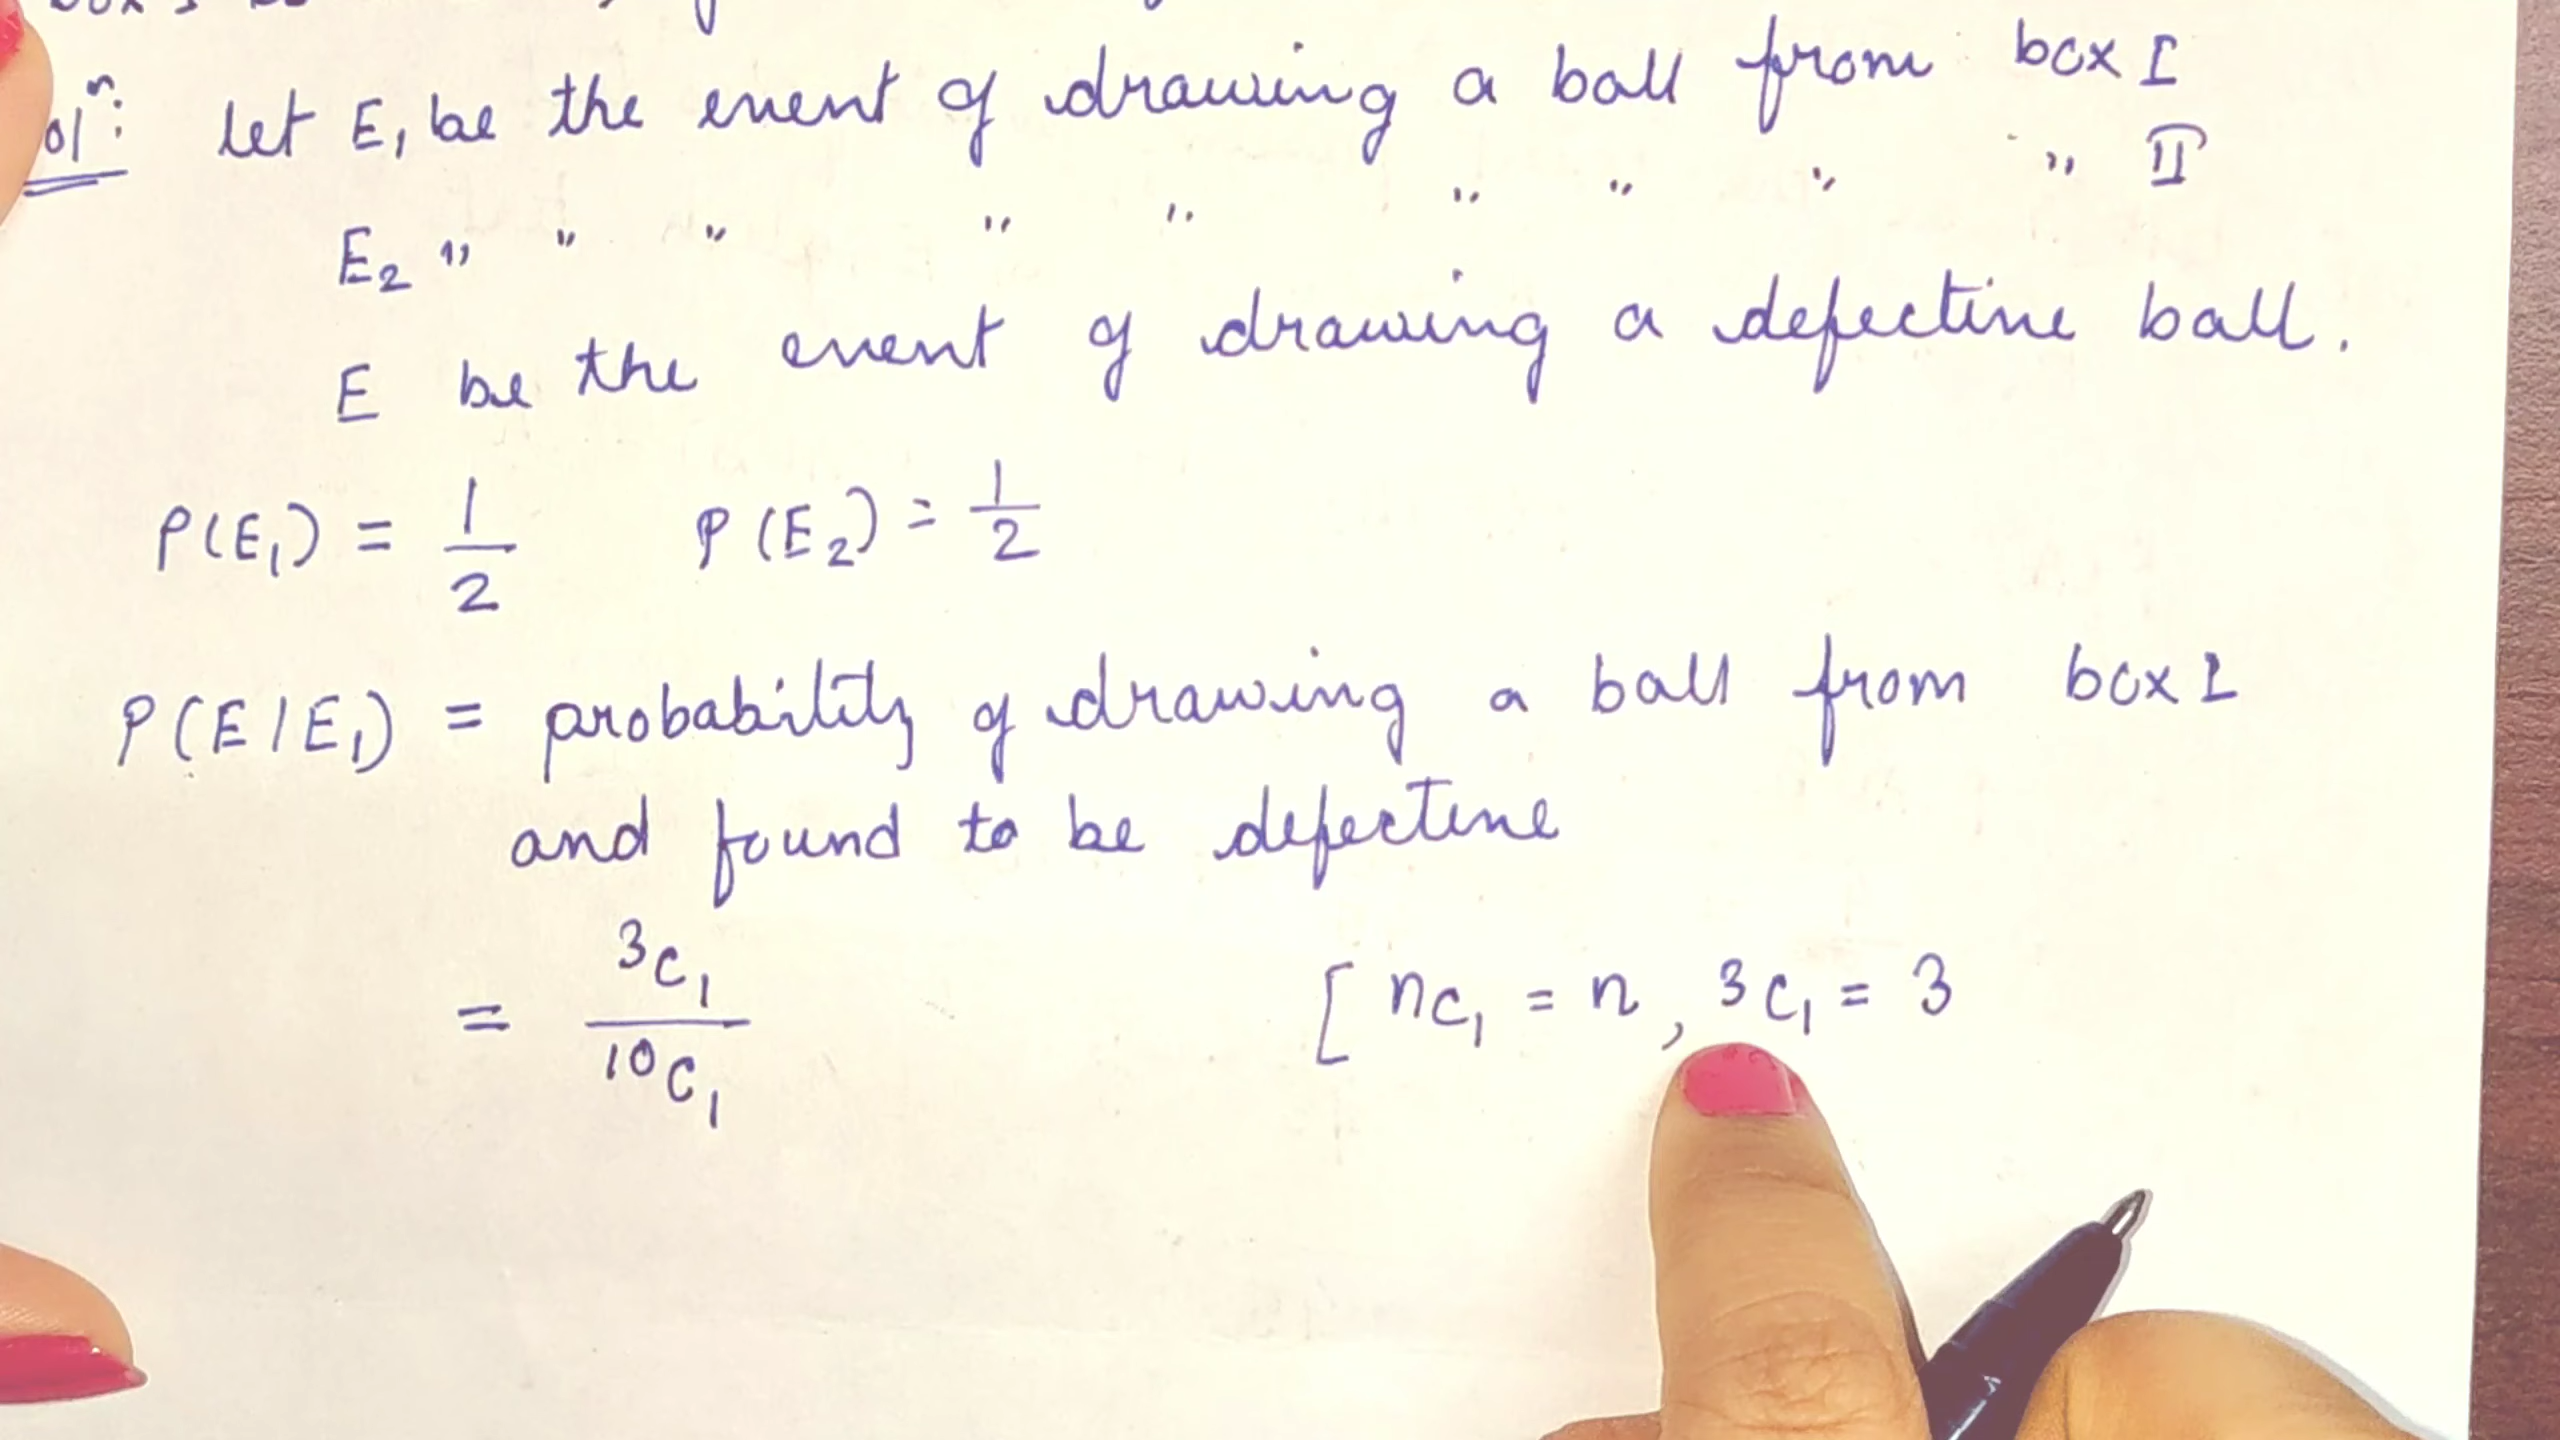 olⁿ: let E₁ be the event of drawing a ball from box I
E₂ " " " " " " " " " II
E be the event of drawing a defective ball.
P(E₁) = 1/2 P(E₂) = 1/2
P(E/E₁) = probability of drawing a ball from box I
and found to be defective
= ³C₁ / ¹⁰C₁ [ nC₁ = n, ³C₁ = 3